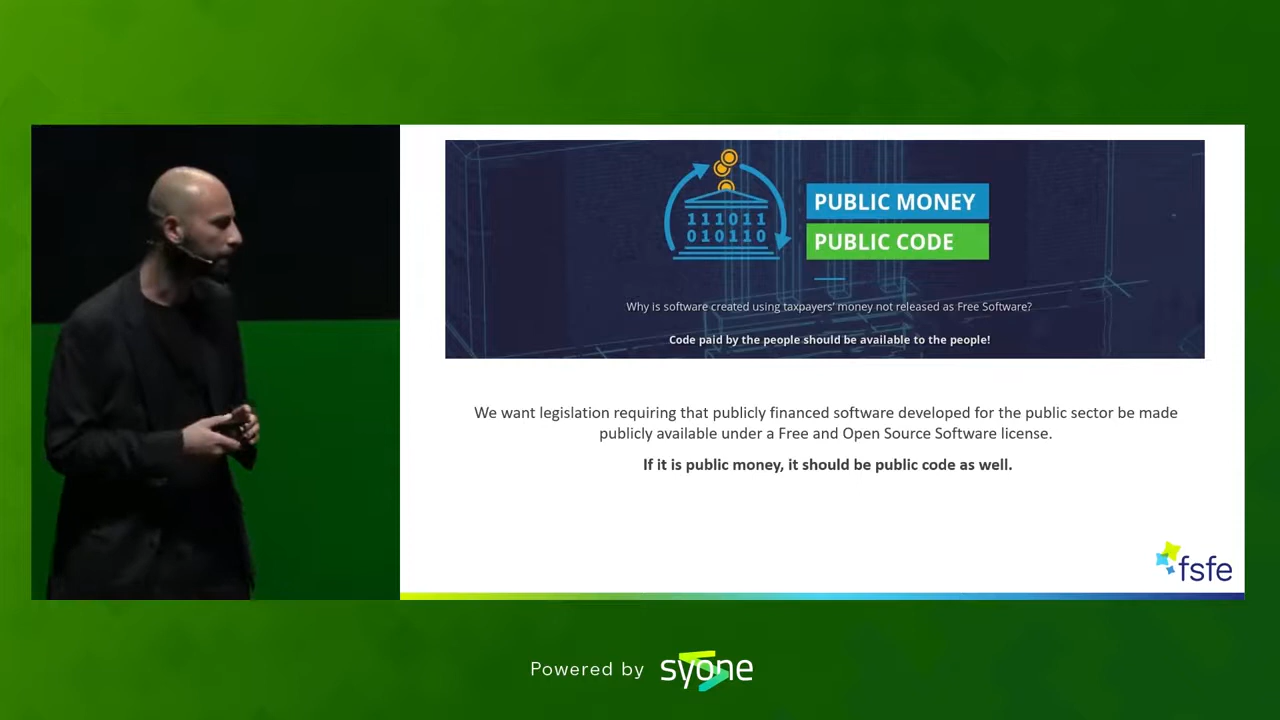 111011
010110
PUBLIC MONEY
PUBLIC CODE
Why is software created using taxpayers' money not released as Free Software?
Code paid by the people should be available to the people!
We want legislation requiring that publicly financed software developed for the public sector be made
publicly available under a Free and Open Source Software license.
If it is public money, it should be public code as well.
fsfe
Powered by syone